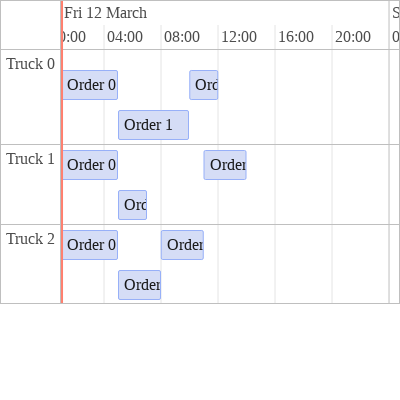 Fri 12 March S
0:00 04:00 08:00 12:00 16:00 20:00 0
Truck 0
Order 0 Ord
Order 1
Truck 1
Order 0 Order
Ord
Truck 2
Order 0 Order
Order